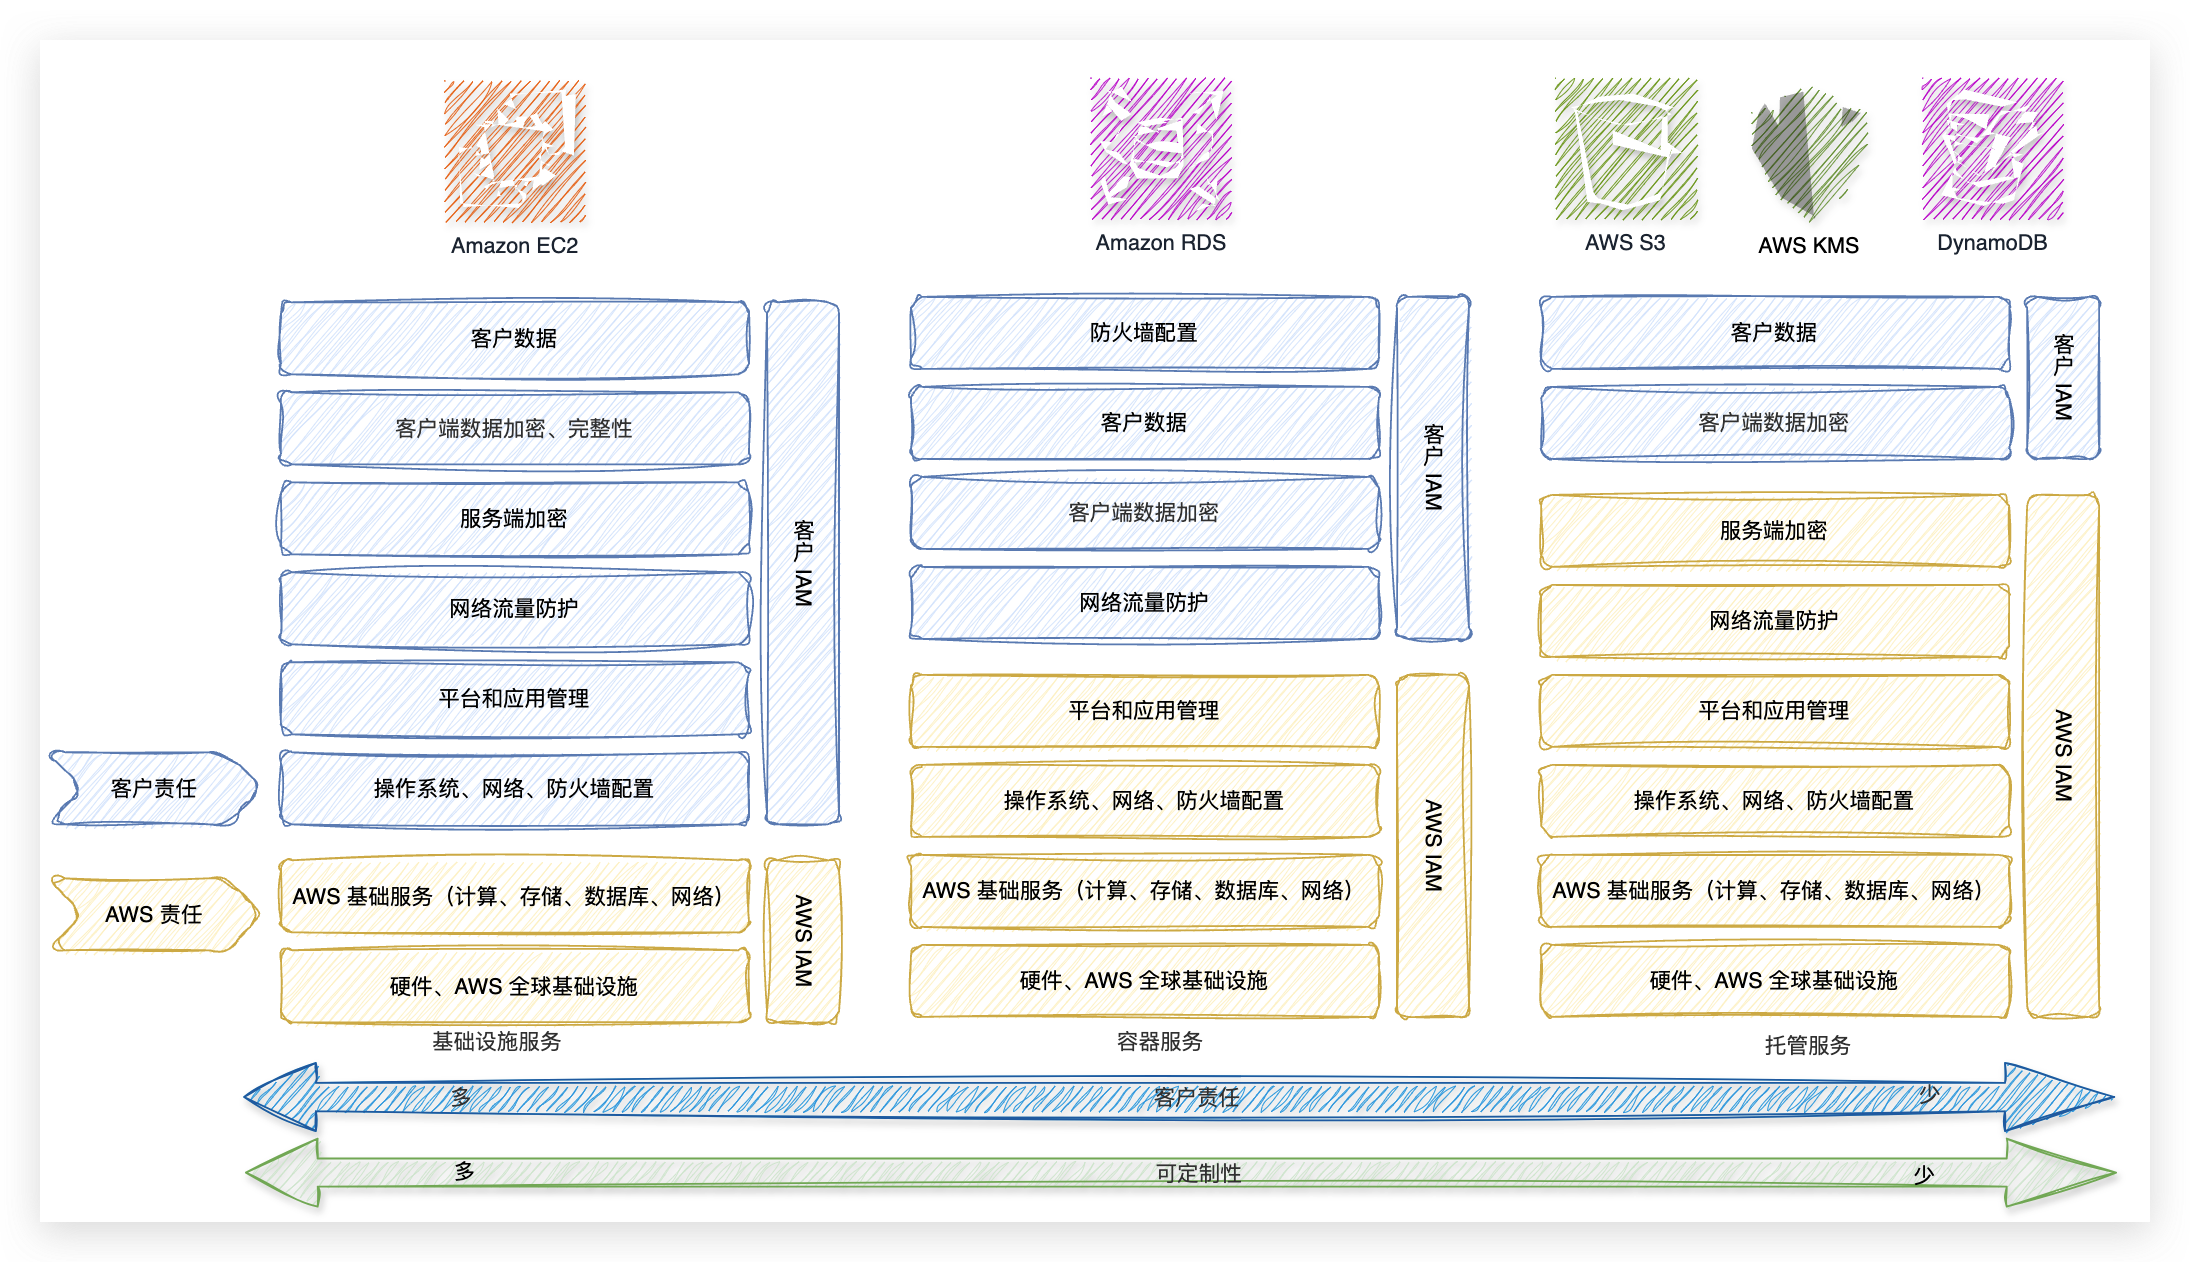 Amazon EC2
Amazon RDS
AWS S3
AWS KMS
DynamoDB
客户数据
客户端数据加密、完整性
服务端加密
网络流量防护
平台和应用管理
操作系统、网络、防火墙配置
客户 IAM
AWS 基础服务（计算、存储、数据库、网络）
硬件、AWS 全球基础设施
AWS IAM
基础设施服务
客户责任
AWS 责任
防火墙配置
客户数据
客户端数据加密
网络流量防护
客户 IAM
平台和应用管理
操作系统、网络、防火墙配置
AWS 基础服务（计算、存储、数据库、网络）
硬件、AWS 全球基础设施
AWS IAM
容器服务
客户数据
客户端数据加密
客户 IAM
服务端加密
网络流量防护
平台和应用管理
操作系统、网络、防火墙配置
AWS 基础服务（计算、存储、数据库、网络）
硬件、AWS 全球基础设施
AWS IAM
托管服务
多 客户责任 少
多 可定制性 少